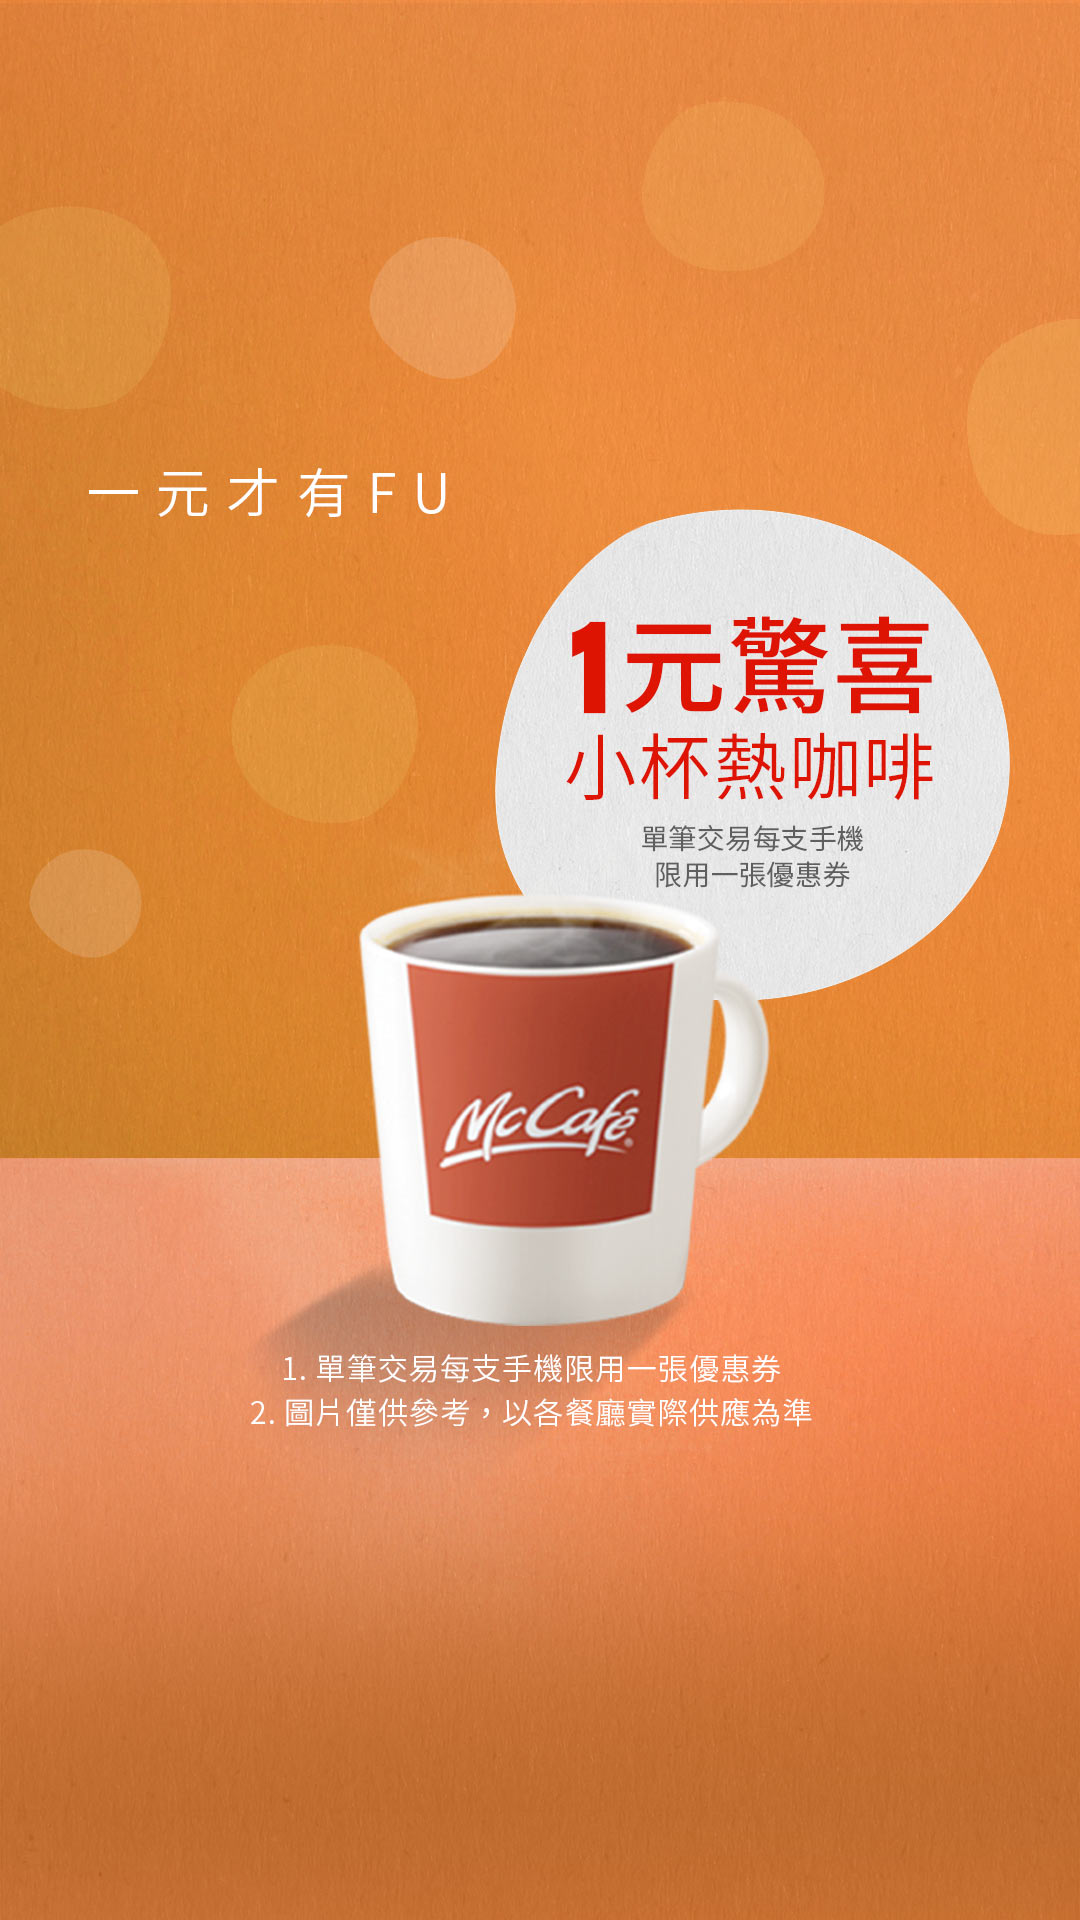 一元才有FU
1元驚喜
小杯熱咖啡
單筆交易每支手機
限用一張優惠券
McCafé®
1. 單筆交易每支手機限用一張優惠券
2. 圖片僅供參考，以各餐廳實際供應為準